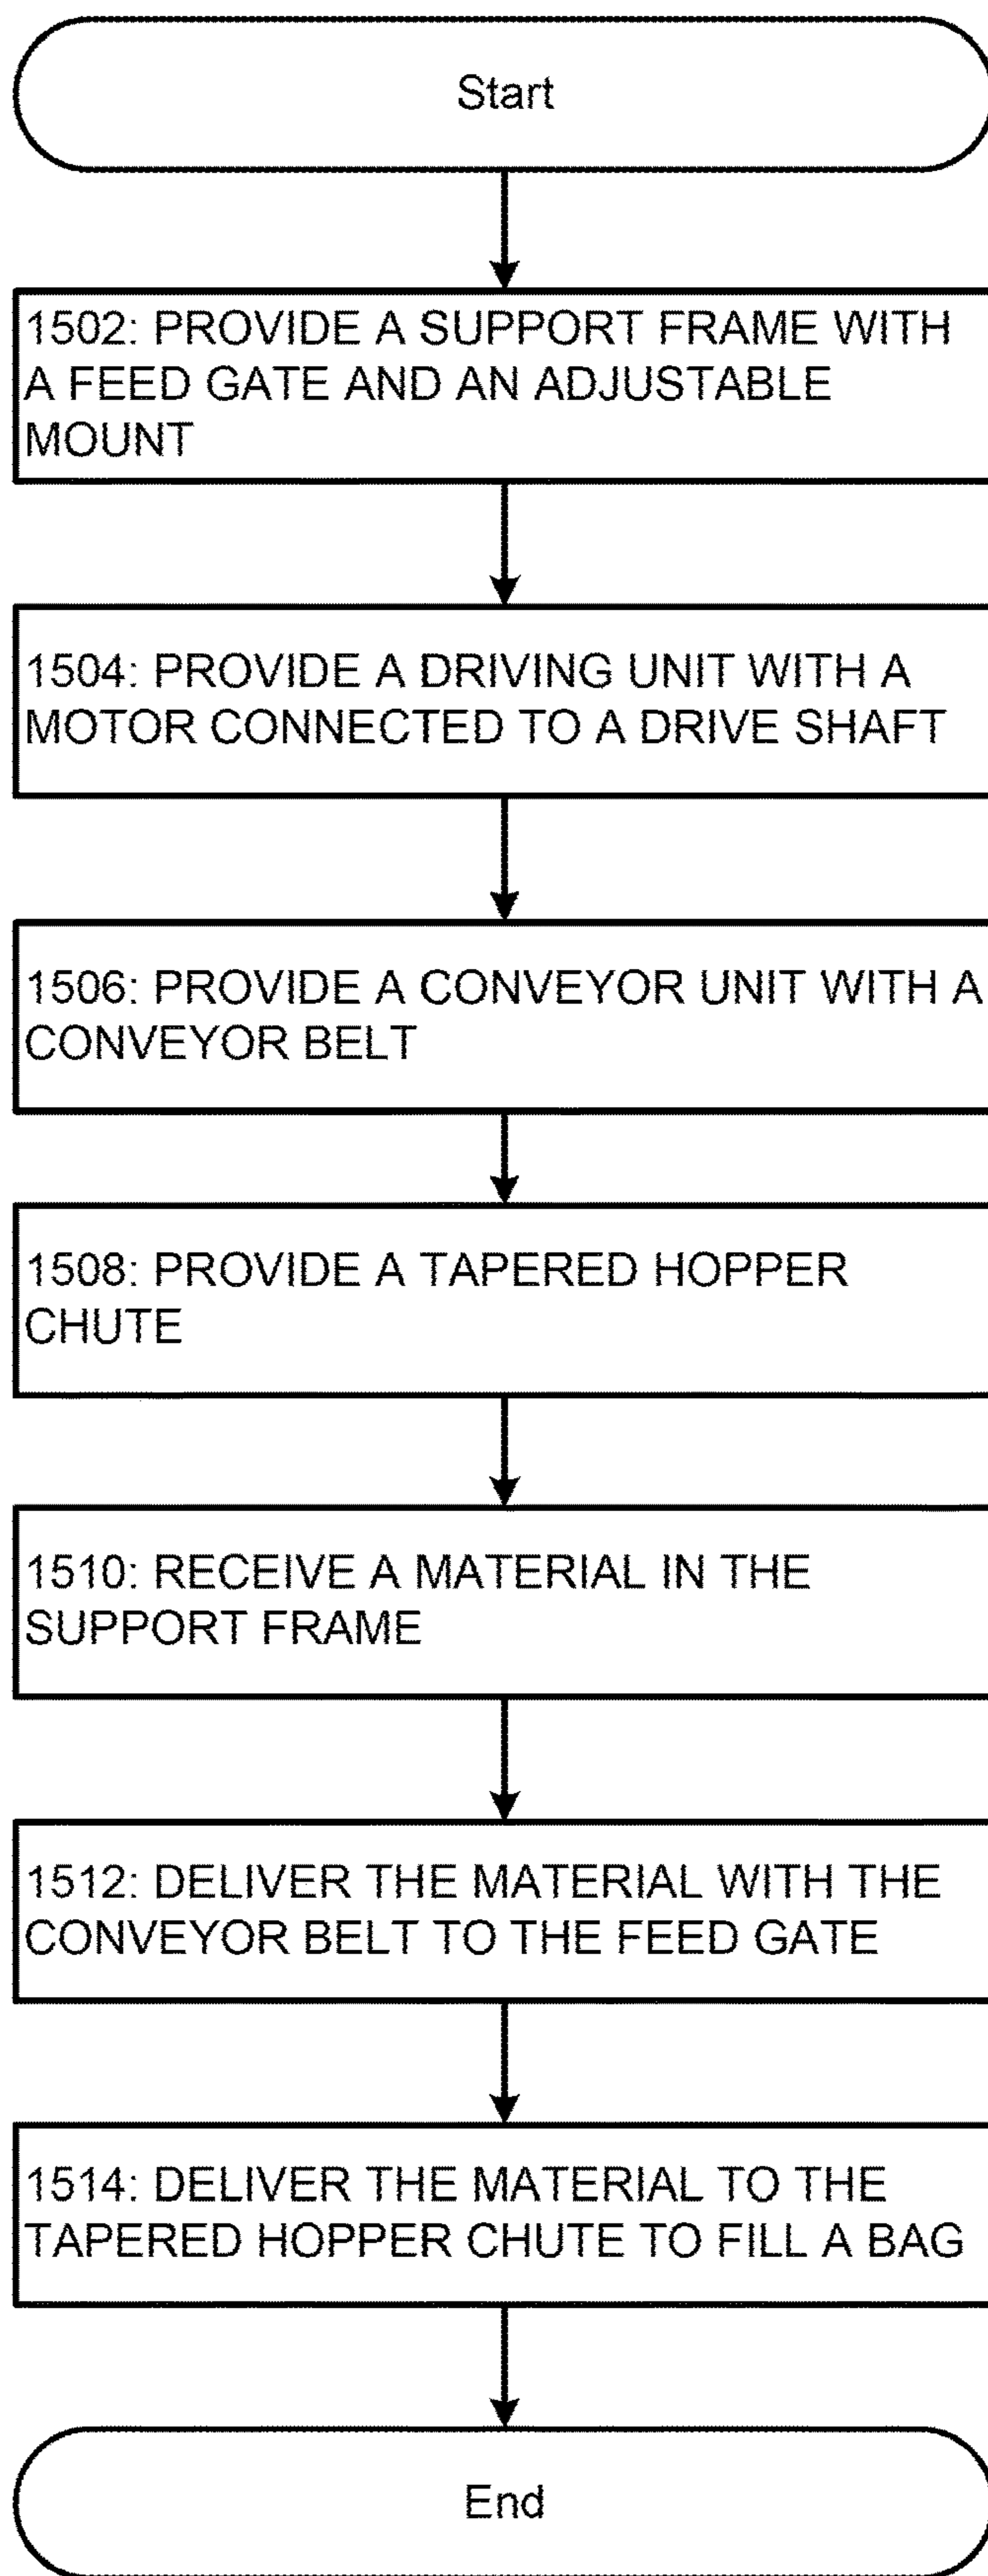 Start
1502: PROVIDE A SUPPORT FRAME WITH
A FEED GATE AND AN ADJUSTABLE
MOUNT
1504: PROVIDE A DRIVING UNIT WITH A
MOTOR CONNECTED TO A DRIVE SHAFT
1506: PROVIDE A CONVEYOR UNIT WITH A
CONVEYOR BELT
1508: PROVIDE A TAPERED HOPPER
CHUTE
1510: RECEIVE A MATERIAL IN THE
SUPPORT FRAME
1512: DELIVER THE MATERIAL WITH THE
CONVEYOR BELT TO THE FEED GATE
1514: DELIVER THE MATERIAL TO THE
TAPERED HOPPER CHUTE TO FILL A BAG
End